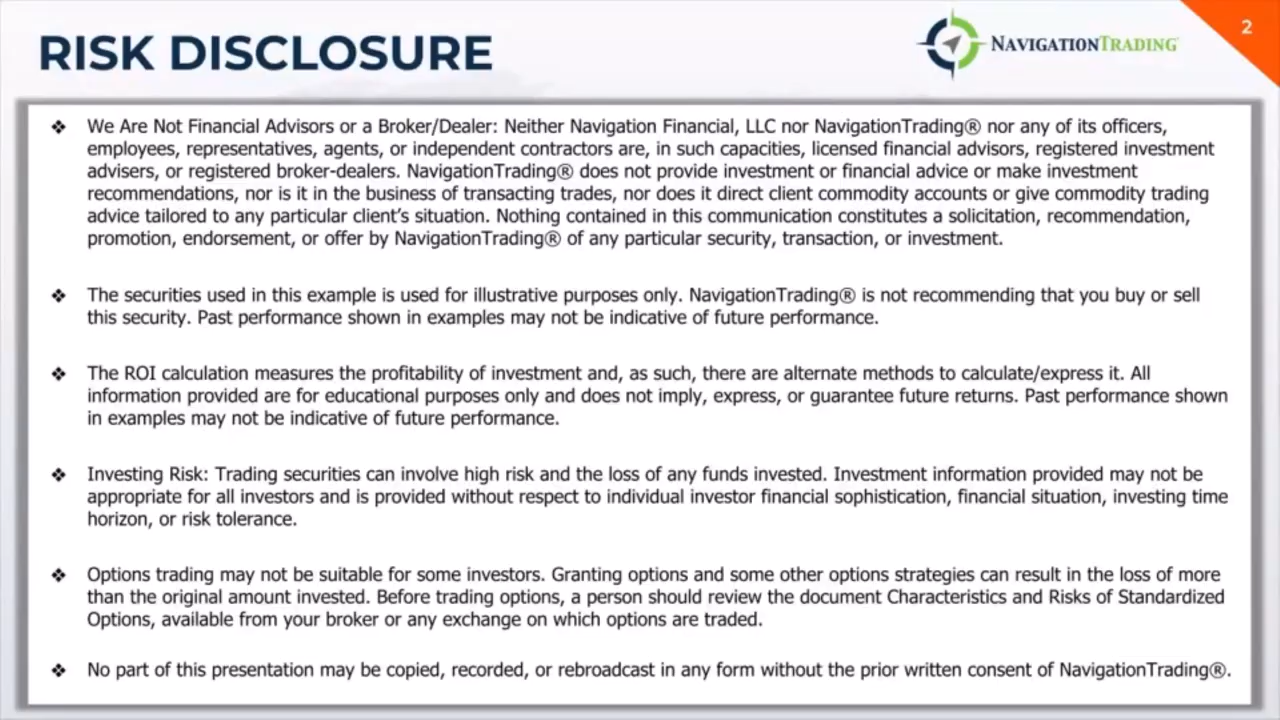 RISK DISCLOSURE
NAVIGATIONTRADING®
2
❖ We Are Not Financial Advisors or a Broker/Dealer: Neither Navigation Financial, LLC nor NavigationTrading® nor any of its officers,
employees, representatives, agents, or independent contractors are, in such capacities, licensed financial advisors, registered investment
advisers, or registered broker-dealers. NavigationTrading® does not provide investment or financial advice or make investment
recommendations, nor is it in the business of transacting trades, nor does it direct client commodity accounts or give commodity trading
advice tailored to any particular client’s situation. Nothing contained in this communication constitutes a solicitation, recommendation,
promotion, endorsement, or offer by NavigationTrading® of any particular security, transaction, or investment.
❖ The securities used in this example is used for illustrative purposes only. NavigationTrading® is not recommending that you buy or sell
this security. Past performance shown in examples may not be indicative of future performance.
❖ The ROI calculation measures the profitability of investment and, as such, there are alternate methods to calculate/express it. All
information provided are for educational purposes only and does not imply, express, or guarantee future returns. Past performance shown
in examples may not be indicative of future performance.
❖ Investing Risk: Trading securities can involve high risk and the loss of any funds invested. Investment information provided may not be
appropriate for all investors and is provided without respect to individual investor financial sophistication, financial situation, investing time
horizon, or risk tolerance.
❖ Options trading may not be suitable for some investors. Granting options and some other options strategies can result in the loss of more
than the original amount invested. Before trading options, a person should review the document Characteristics and Risks of Standardized
Options, available from your broker or any exchange on which options are traded.
❖ No part of this presentation may be copied, recorded, or rebroadcast in any form without the prior written consent of NavigationTrading®.